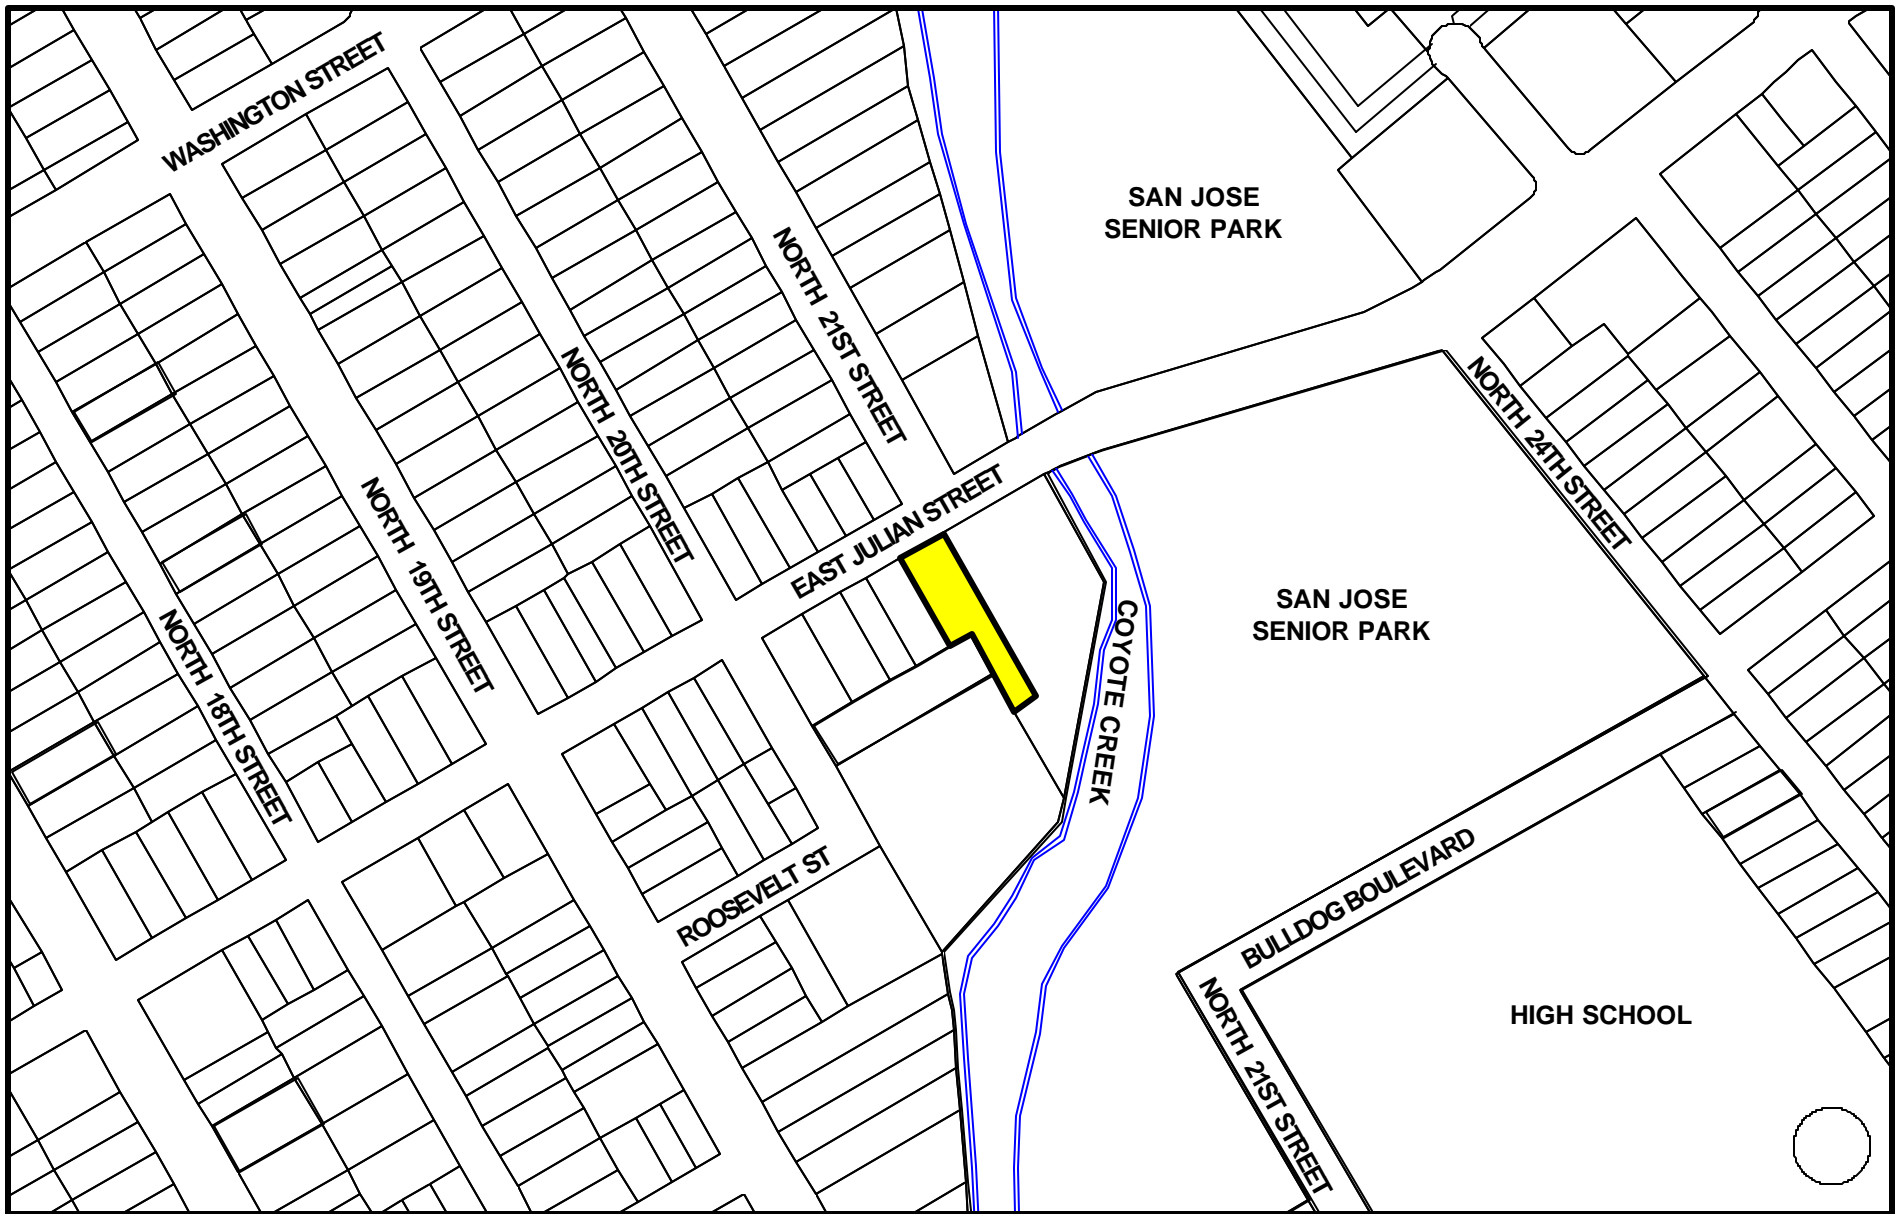 WASHINGTON STREET
SAN JOSE
SENIOR PARK
NORTH 21ST STREET
NORTH 20TH STREET
NORTH 24TH STREET
NORTH 19TH STREET
EAST JULIAN STREET
SAN JOSE
SENIOR PARK
NORTH 18TH STREET
COYOTE CREEK
ROOSEVELT ST
BULLDOG BOULEVARD
NORTH 21ST STREET
HIGH SCHOOL